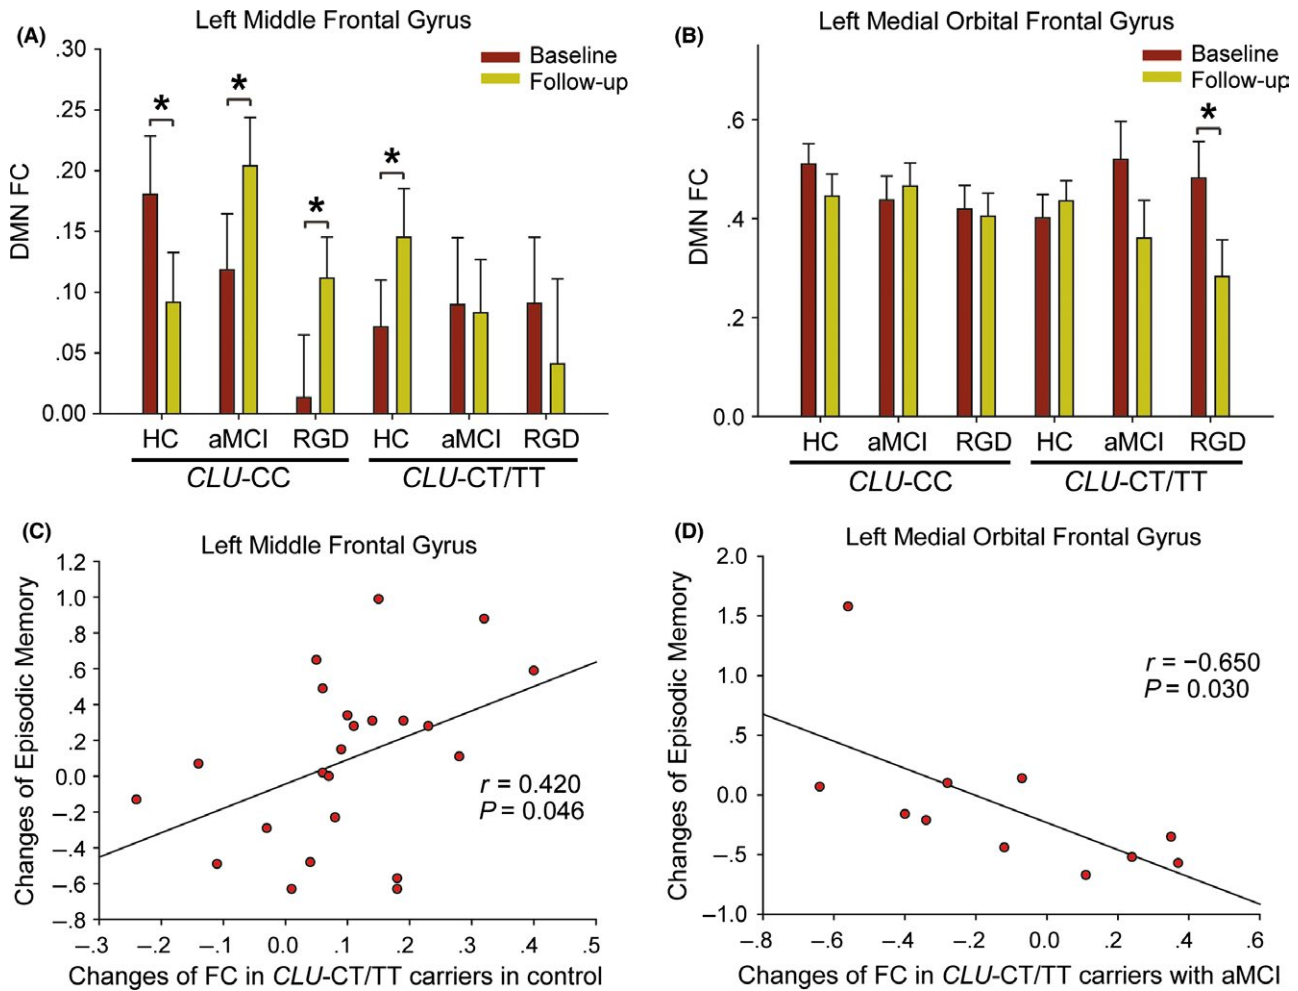 (A)
Left Middle Frontal Gyrus
Baseline
Follow-up
DMN FC
.30
.25
.20
.15
.10
.05
0.00
*
*
*
*
HC aMCI RGD HC aMCI RGD
CLU-CC CLU-CT/TT
(B)
Left Medial Orbital Frontal Gyrus
Baseline
Follow-up
DMN FC
.6
.4
.2
0.0
*
HC aMCI RGD HC aMCI RGD
CLU-CC CLU-CT/TT
(C)
Left Middle Frontal Gyrus
Changes of Episodic Memory
1.2
1.0
.8
.6
.4
.2
0.0
–.2
–.4
–.6
–.8
r = 0.420
P = 0.046
–.3 –.2 –.1 0.0 .1 .2 .3 .4 .5
Changes of FC in CLU-CT/TT carriers in control
(D)
Left Medial Orbital Frontal Gyrus
Changes of Episodic Memory
2.0
1.5
1.0
.5
0.0
–0.5
–1.0
r = –0.650
P = 0.030
–.8 –.6 –.4 –.2 0.0 .2 .4 .6
Changes of FC in CLU-CT/TT carriers with aMCI